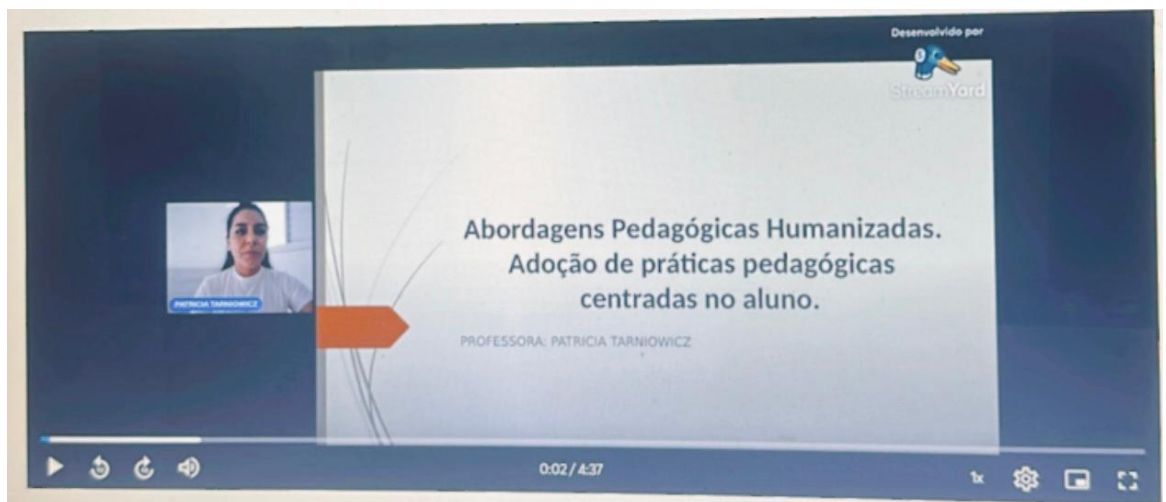 Desenvolvido por
StreamYard
Abordagens Pedagógicas Humanizadas.
Adoção de práticas pedagógicas
centradas no aluno.
PROFESSORA: PATRICIA TARNIOWICZ
PATRICIA TARNIOWICZ
0:02 / 4:37
1x